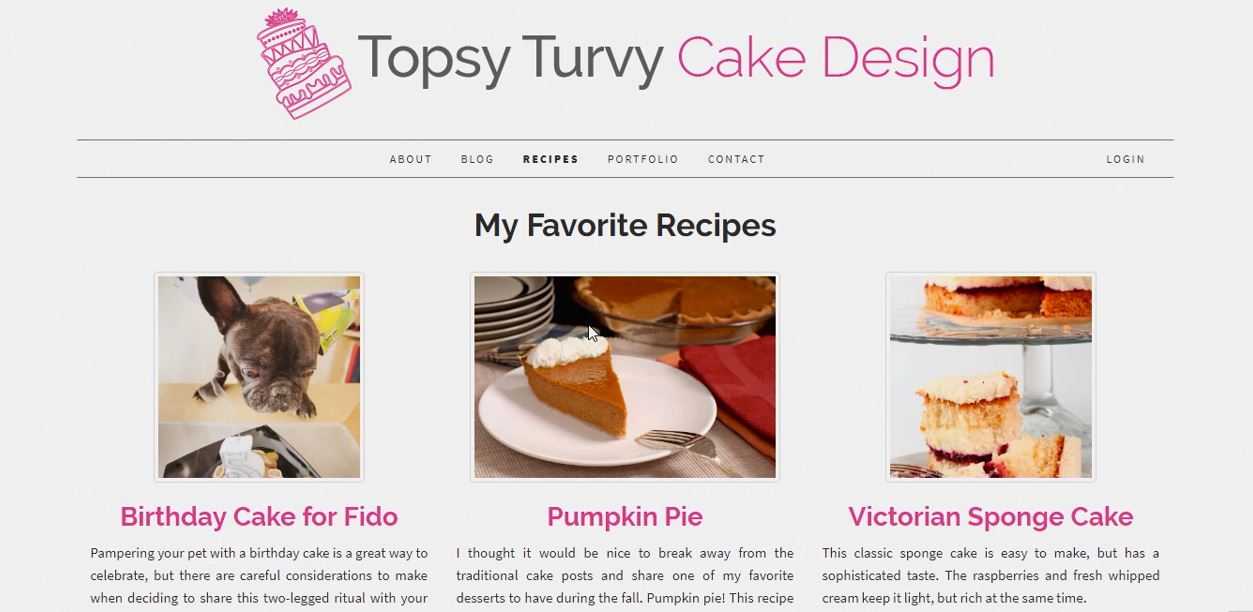 Topsy Turvy Cake Design
ABOUT BLOG RECIPES PORTFOLIO CONTACT LOGIN
My Favorite Recipes
Birthday Cake for Fido
Pampering your pet with a birthday cake is a great way to
celebrate, but there are careful considerations to make
when deciding to share this two-legged ritual with your
Pumpkin Pie
I thought it would be nice to break away from the
traditional cake posts and share one of my favorite
desserts to have during the fall. Pumpkin pie! This recipe
Victorian Sponge Cake
This classic sponge cake is easy to make, but has a
sophisticated taste. The raspberries and fresh whipped
cream keep it light, but rich at the same time.